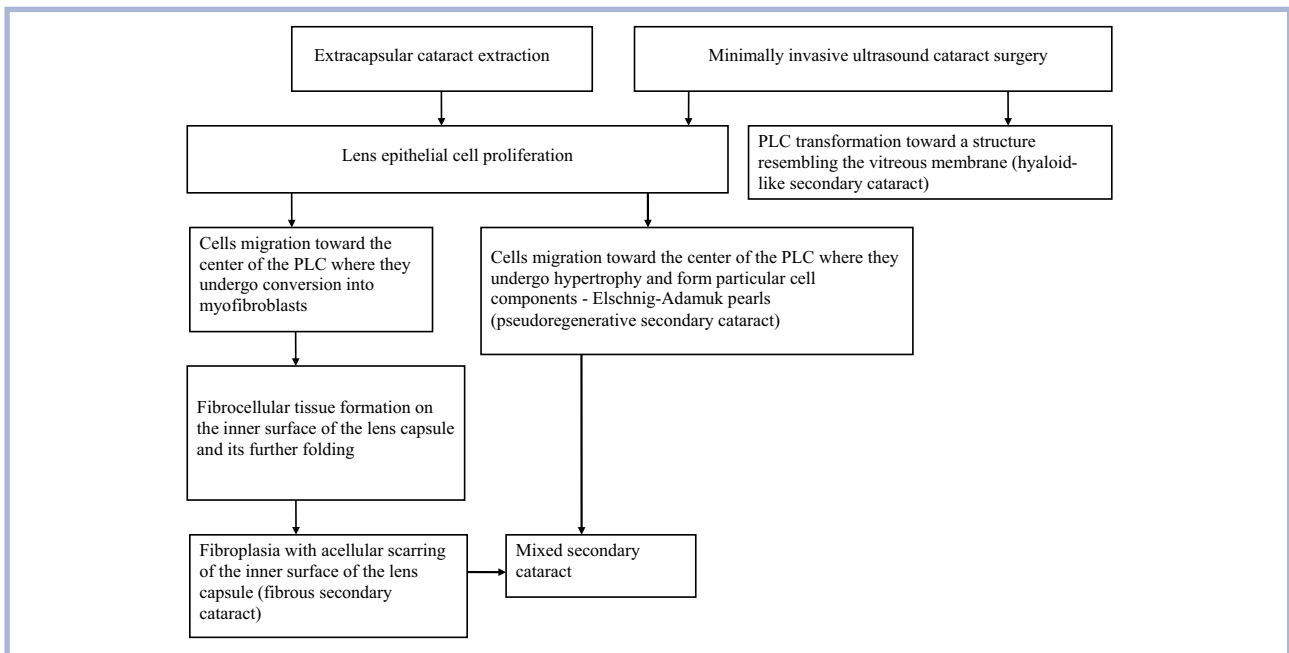 Extracapsular cataract extraction
Minimally invasive ultrasound cataract surgery
Lens epithelial cell proliferation
PLC transformation toward a structure
resembling the vitreous membrane (hyaloid-
like secondary cataract)
Cells migration toward the
center of the PLC where they
undergo conversion into
myofibroblasts
Cells migration toward the center of the PLC where they
undergo hypertrophy and form particular cell
components - Elschnig-Adamuk pearls
(pseudoregenerative secondary cataract)
Fibrocellular tissue formation on
the inner surface of the lens capsule
and its further folding
Fibroplasia with acellular scarring
of the inner surface of the lens
capsule (fibrous secondary
cataract)
Mixed secondary
cataract